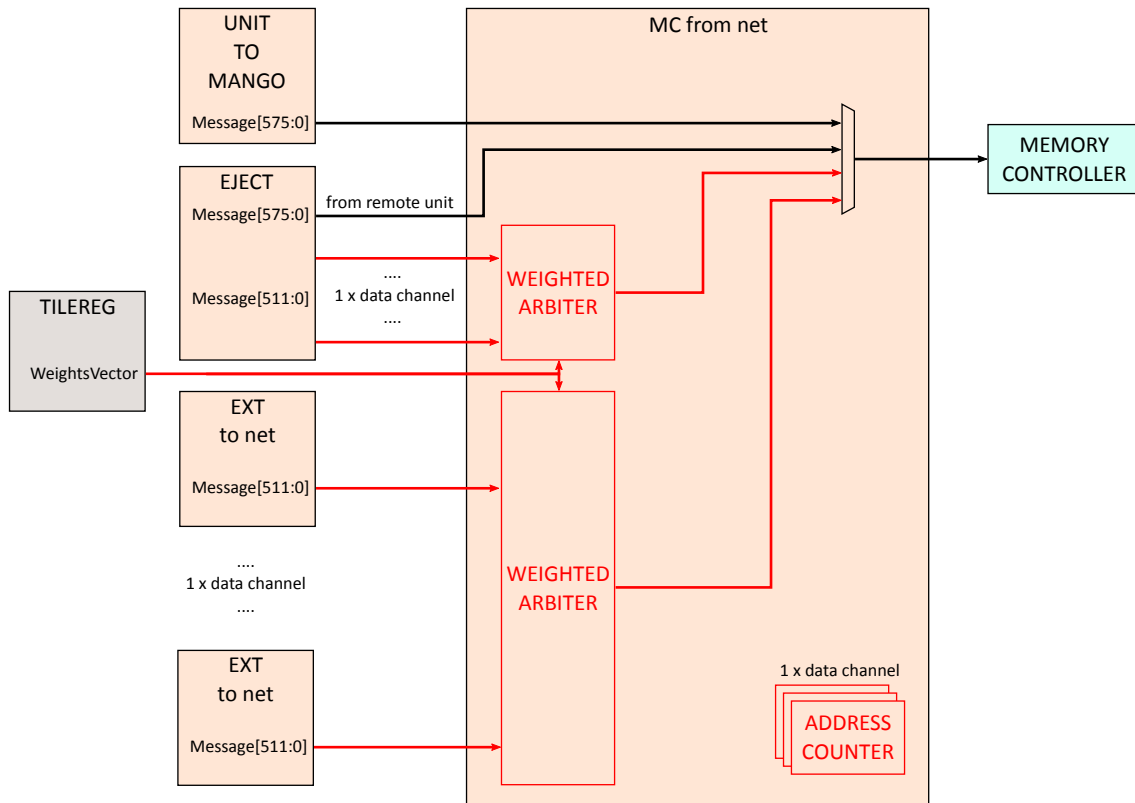 UNIT
TO
MANGO
Message[575:0]
MC from net
MEMORY
CONTROLLER
EJECT
Message[575:0]
from remote unit
Message[511:0]
....
1 x data channel
....
WEIGHTED
ARBITER
TILEREG
WeightsVector
EXT
to net
Message[511:0]
....
1 x data channel
....
WEIGHTED
ARBITER
EXT
to net
Message[511:0]
1 x data channel
ADDRESS
COUNTER